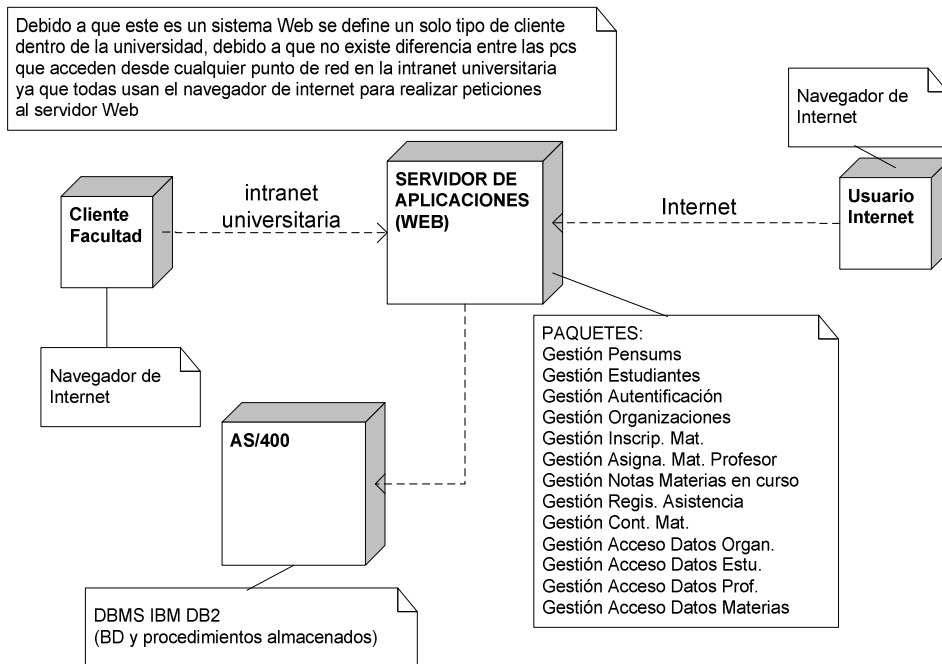 Debido a que este es un sistema Web se define un solo tipo de cliente
dentro de la universidad, debido a que no existe diferencia entre las pcs
que acceden desde cualquier punto de red en la intranet universitaria
ya que todas usan el navegador de internet para realizar peticiones
al servidor Web
Navegador de
Internet
Cliente
Facultad
intranet
universitaria
SERVIDOR DE
APLICACIONES
(WEB)
Internet
Usuario
Internet
Navegador de
Internet
AS/400
PAQUETES:
Gestión Pensums
Gestión Estudiantes
Gestión Autentificación
Gestión Organizaciones
Gestión Inscrip. Mat.
Gestión Asigna. Mat. Profesor
Gestión Notas Materias en curso
Gestión Regis. Asistencia
Gestión Cont. Mat.
Gestión Acceso Datos Organ.
Gestión Acceso Datos Estu.
Gestión Acceso Datos Prof.
Gestión Acceso Datos Materias
DBMS IBM DB2
(BD y procedimientos almacenados)